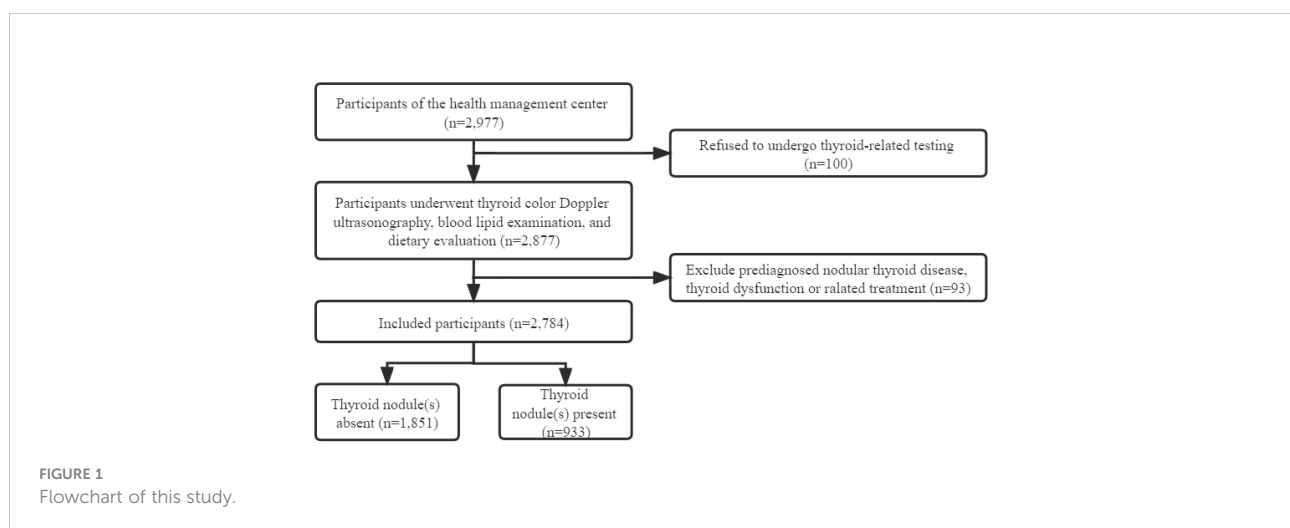 Participants of the health management center
(n=2,977)
Refused to undergo thyroid-related testing
(n=100)
Participants underwent thyroid color Doppler
ultrasonography, blood lipid examination, and
dietary evaluation (n=2,877)
Exclude prediagnosed nodular thyroid disease,
thyroid dysfunction or ralated treatment (n=93)
Included participants (n=2,784)
Thyroid nodule(s)
absent (n=1,851)
Thyroid
nodule(s) present
(n=933)
FIGURE 1
Flowchart of this study.